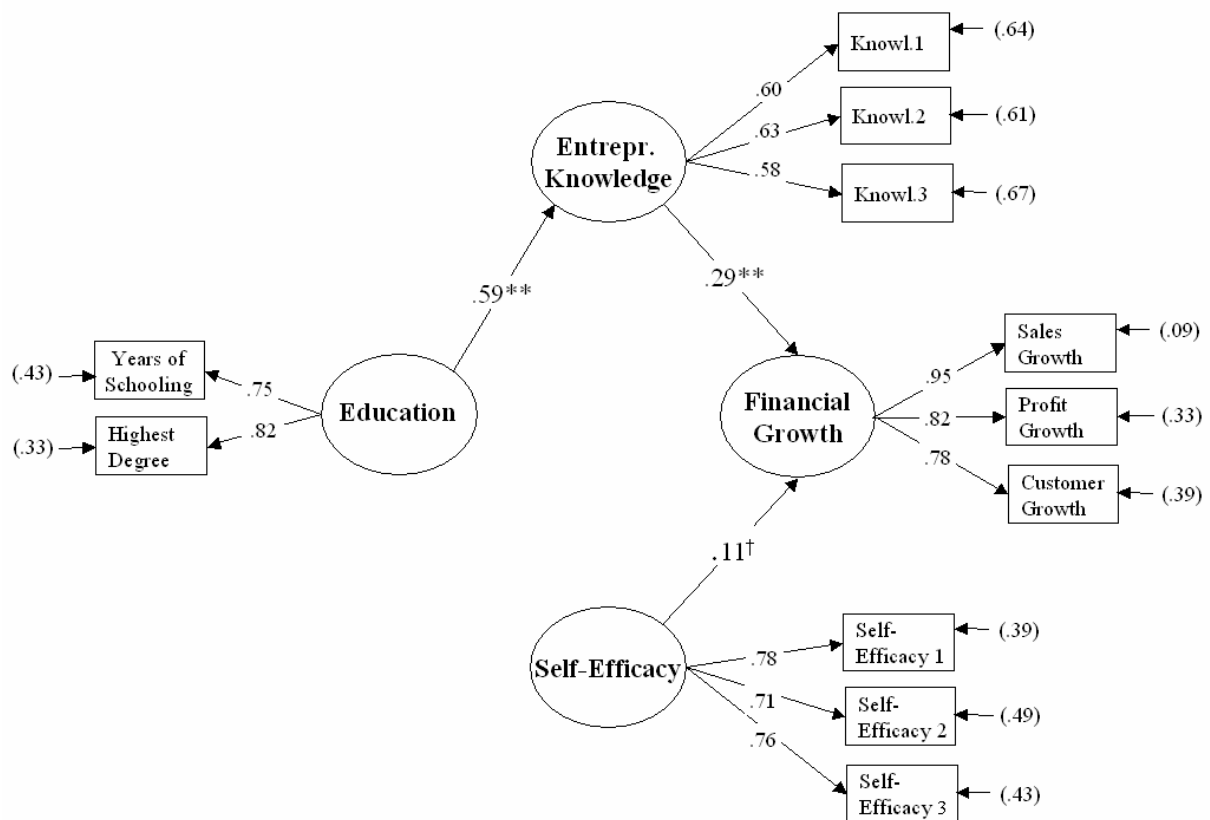 Knowl.1
(.64)
.60
Knowl.2
(.61)
.63
Entrepr.
Knowledge
.58
Knowl.3
(.67)
.29**
.59**
Sales
Growth
(.09)
.95
Years of
Schooling
(.43)
.75
Education
Financial
Growth
Profit
Growth
(.33)
.82
Highest
Degree
(.33)
.82
.78
Customer
Growth
(.39)
.11†
Self-
Efficacy 1
(.39)
.78
Self-Efficacy
.71
Self-
Efficacy 2
(.49)
.76
Self-
Efficacy 3
(.43)